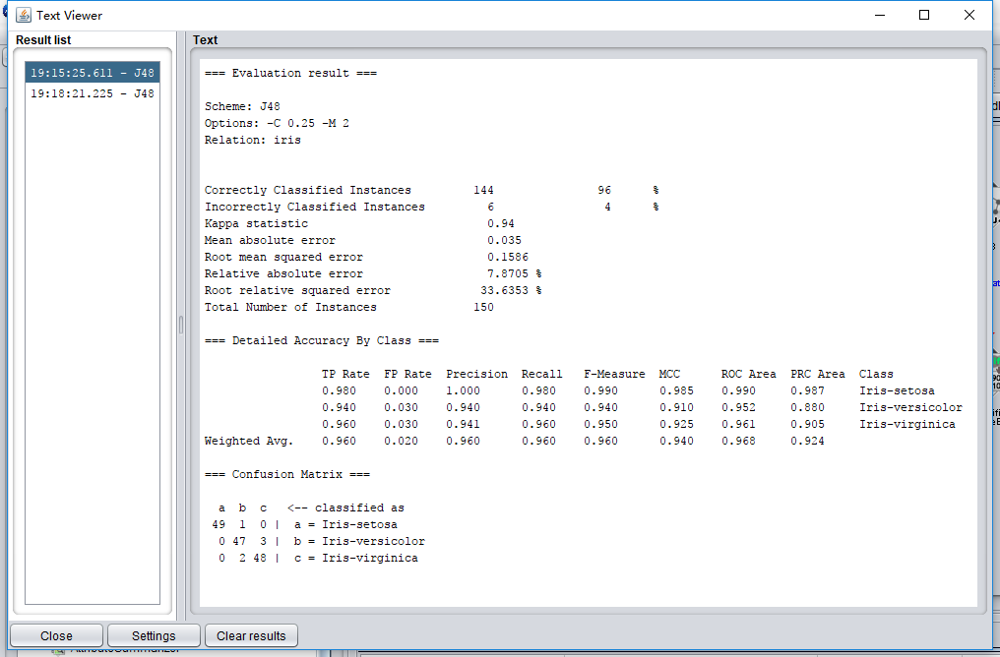 Text Viewer
Result list
19:15:25.611 - J48
19:18:21.225 - J48
Text
=== Evaluation result ===
Scheme: J48
Options: -C 0.25 -M 2
Relation: iris
Correctly Classified Instances 144 96 %
Incorrectly Classified Instances 6 4 %
Kappa statistic 0.94
Mean absolute error 0.035
Root mean squared error 0.1586
Relative absolute error 7.8705 %
Root relative squared error 33.6353 %
Total Number of Instances 150
=== Detailed Accuracy By Class ===
TP Rate FP Rate Precision Recall F-Measure MCC ROC Area PRC Area Class
0.980 0.000 1.000 0.980 0.990 0.985 0.990 0.987 Iris-setosa
0.940 0.030 0.940 0.940 0.940 0.910 0.952 0.880 Iris-versicolor
0.960 0.030 0.941 0.960 0.950 0.925 0.961 0.905 Iris-virginica
Weighted Avg. 0.960 0.020 0.960 0.960 0.960 0.940 0.968 0.924
=== Confusion Matrix ===
a b c <-- classified as
49 1 0 | a = Iris-setosa
0 47 3 | b = Iris-versicolor
0 2 48 | c = Iris-virginica
Close Settings Clear results